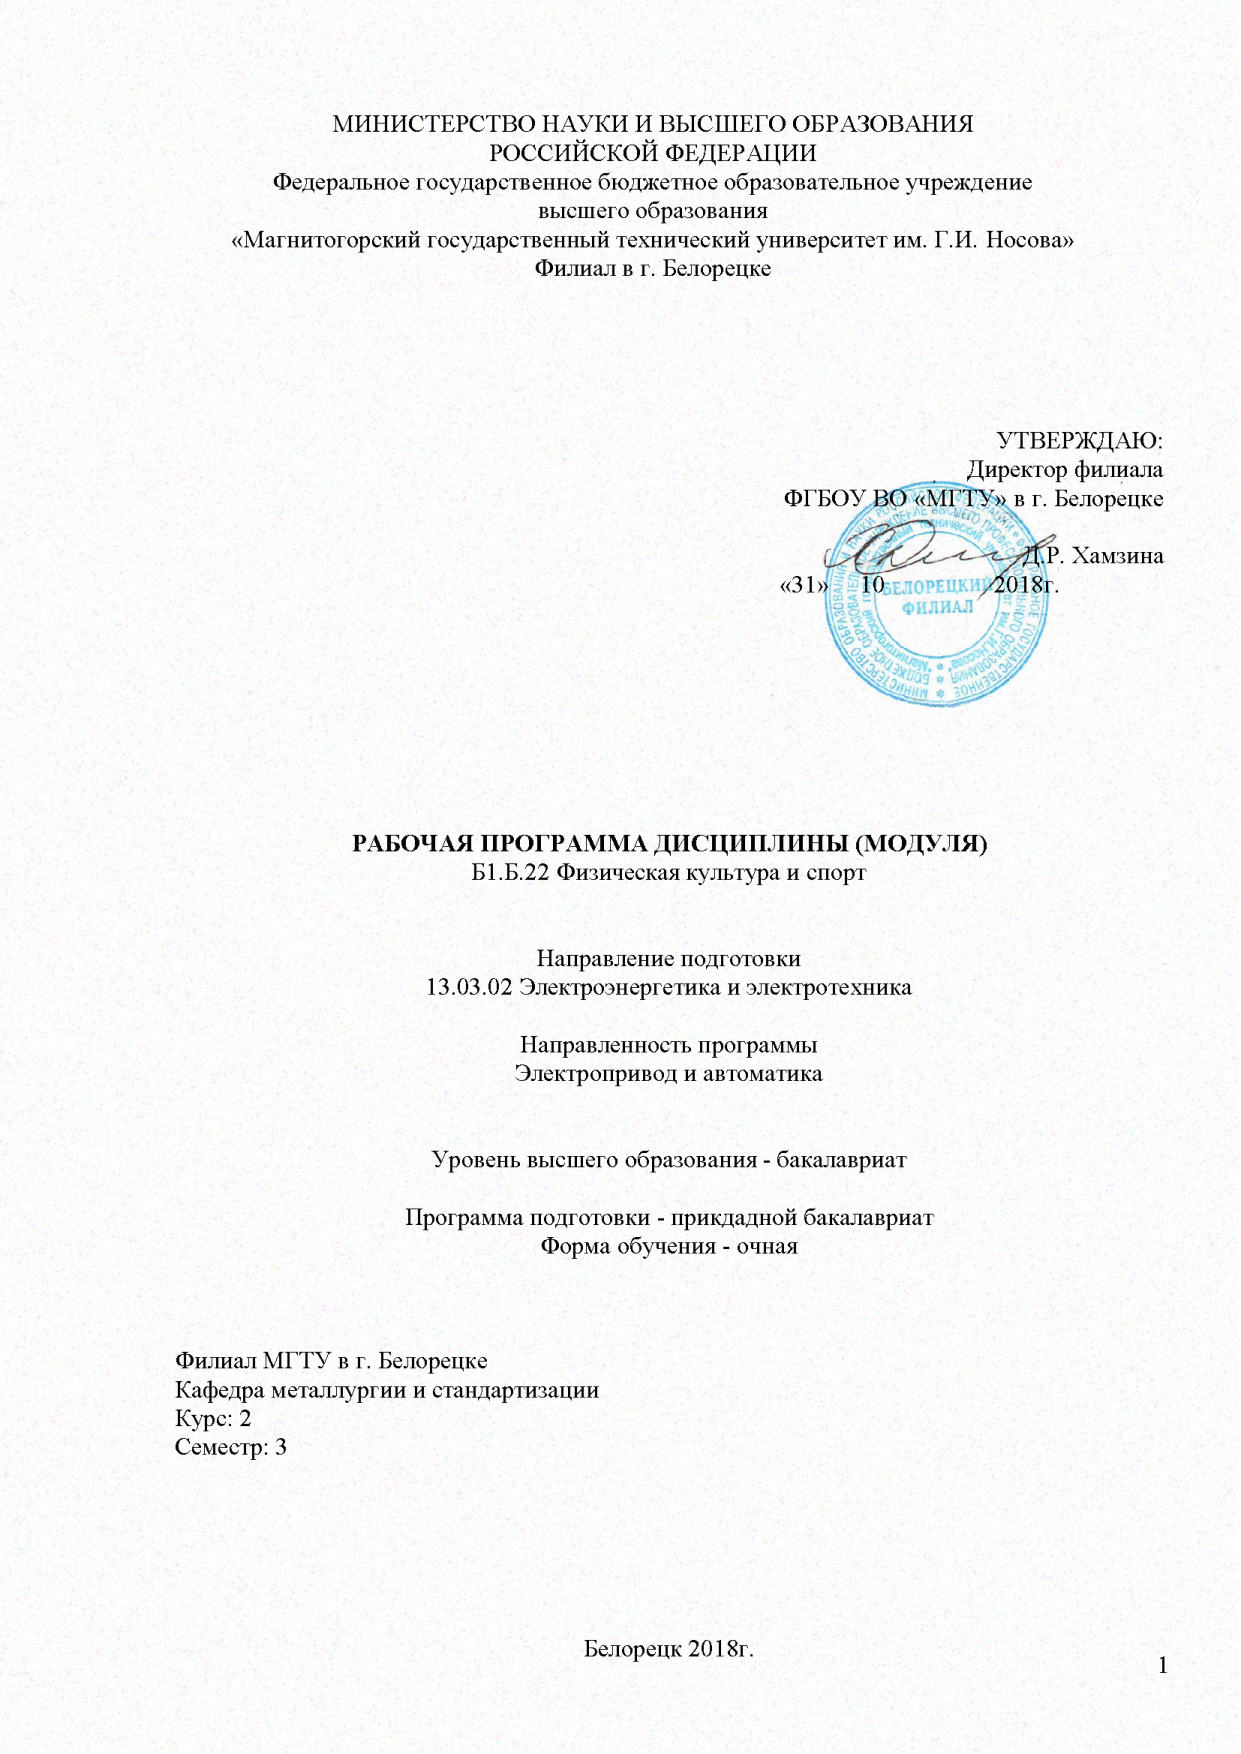 МИНИСТЕРСТВО НАУКИ И ВЫСШЕГО ОБРАЗОВАНИЯ
РОССИЙСКОЙ ФЕДЕРАЦИИ
Федеральное государственное бюджетное образовательное учреждение
высшего образования
«Магнитогорский государственный технический университет им. Г.И. Носова»
Филиал в г. Белорецке
УТВЕРЖДАЮ:
Директор филиала
ФГБОУ ВО «МГТУ» в г. Белорецке
Д.Р. Хамзина
«31» 10 2018г.
БЕЛОРЕЦКИЙ
ФИЛИАЛ
РАБОЧАЯ ПРОГРАММА ДИСЦИПЛИНЫ (МОДУЛЯ)
Б1.Б.22 Физическая культура и спорт
Направление подготовки
13.03.02 Электроэнергетика и электротехника
Направленность программы
Электропривод и автоматика
Уровень высшего образования - бакалавриат
Программа подготовки - прикдадной бакалавриат
Форма обучения - очная
Филиал МГТУ в г. Белорецке
Кафедра металлургии и стандартизации
Курс: 2
Семестр: 3
Белорецк 2018г.
1